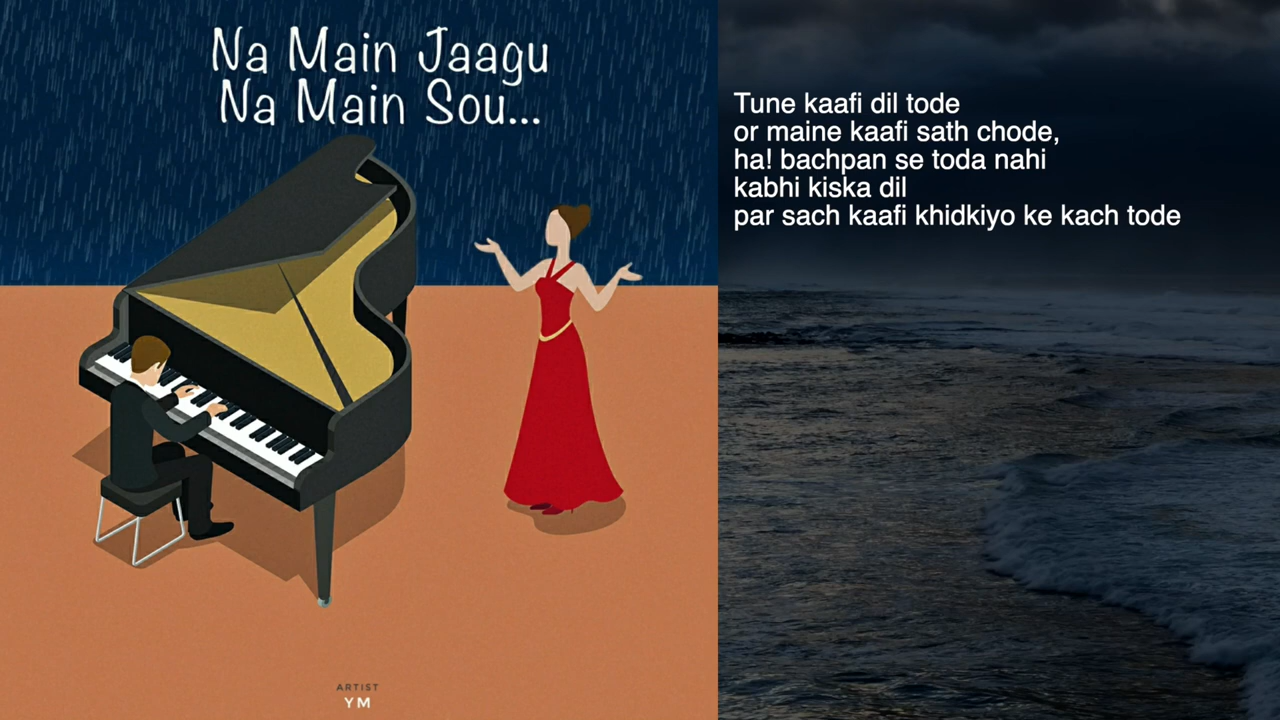 Na Main Jaagu
Na Main Sou...
ARTIST
YM
Tune kaafi dil tode
or maine kaafi sath chode,
ha! bachpan se toda nahi
kabhi kiska dil
par sach kaafi khidkiyo ke kach tode